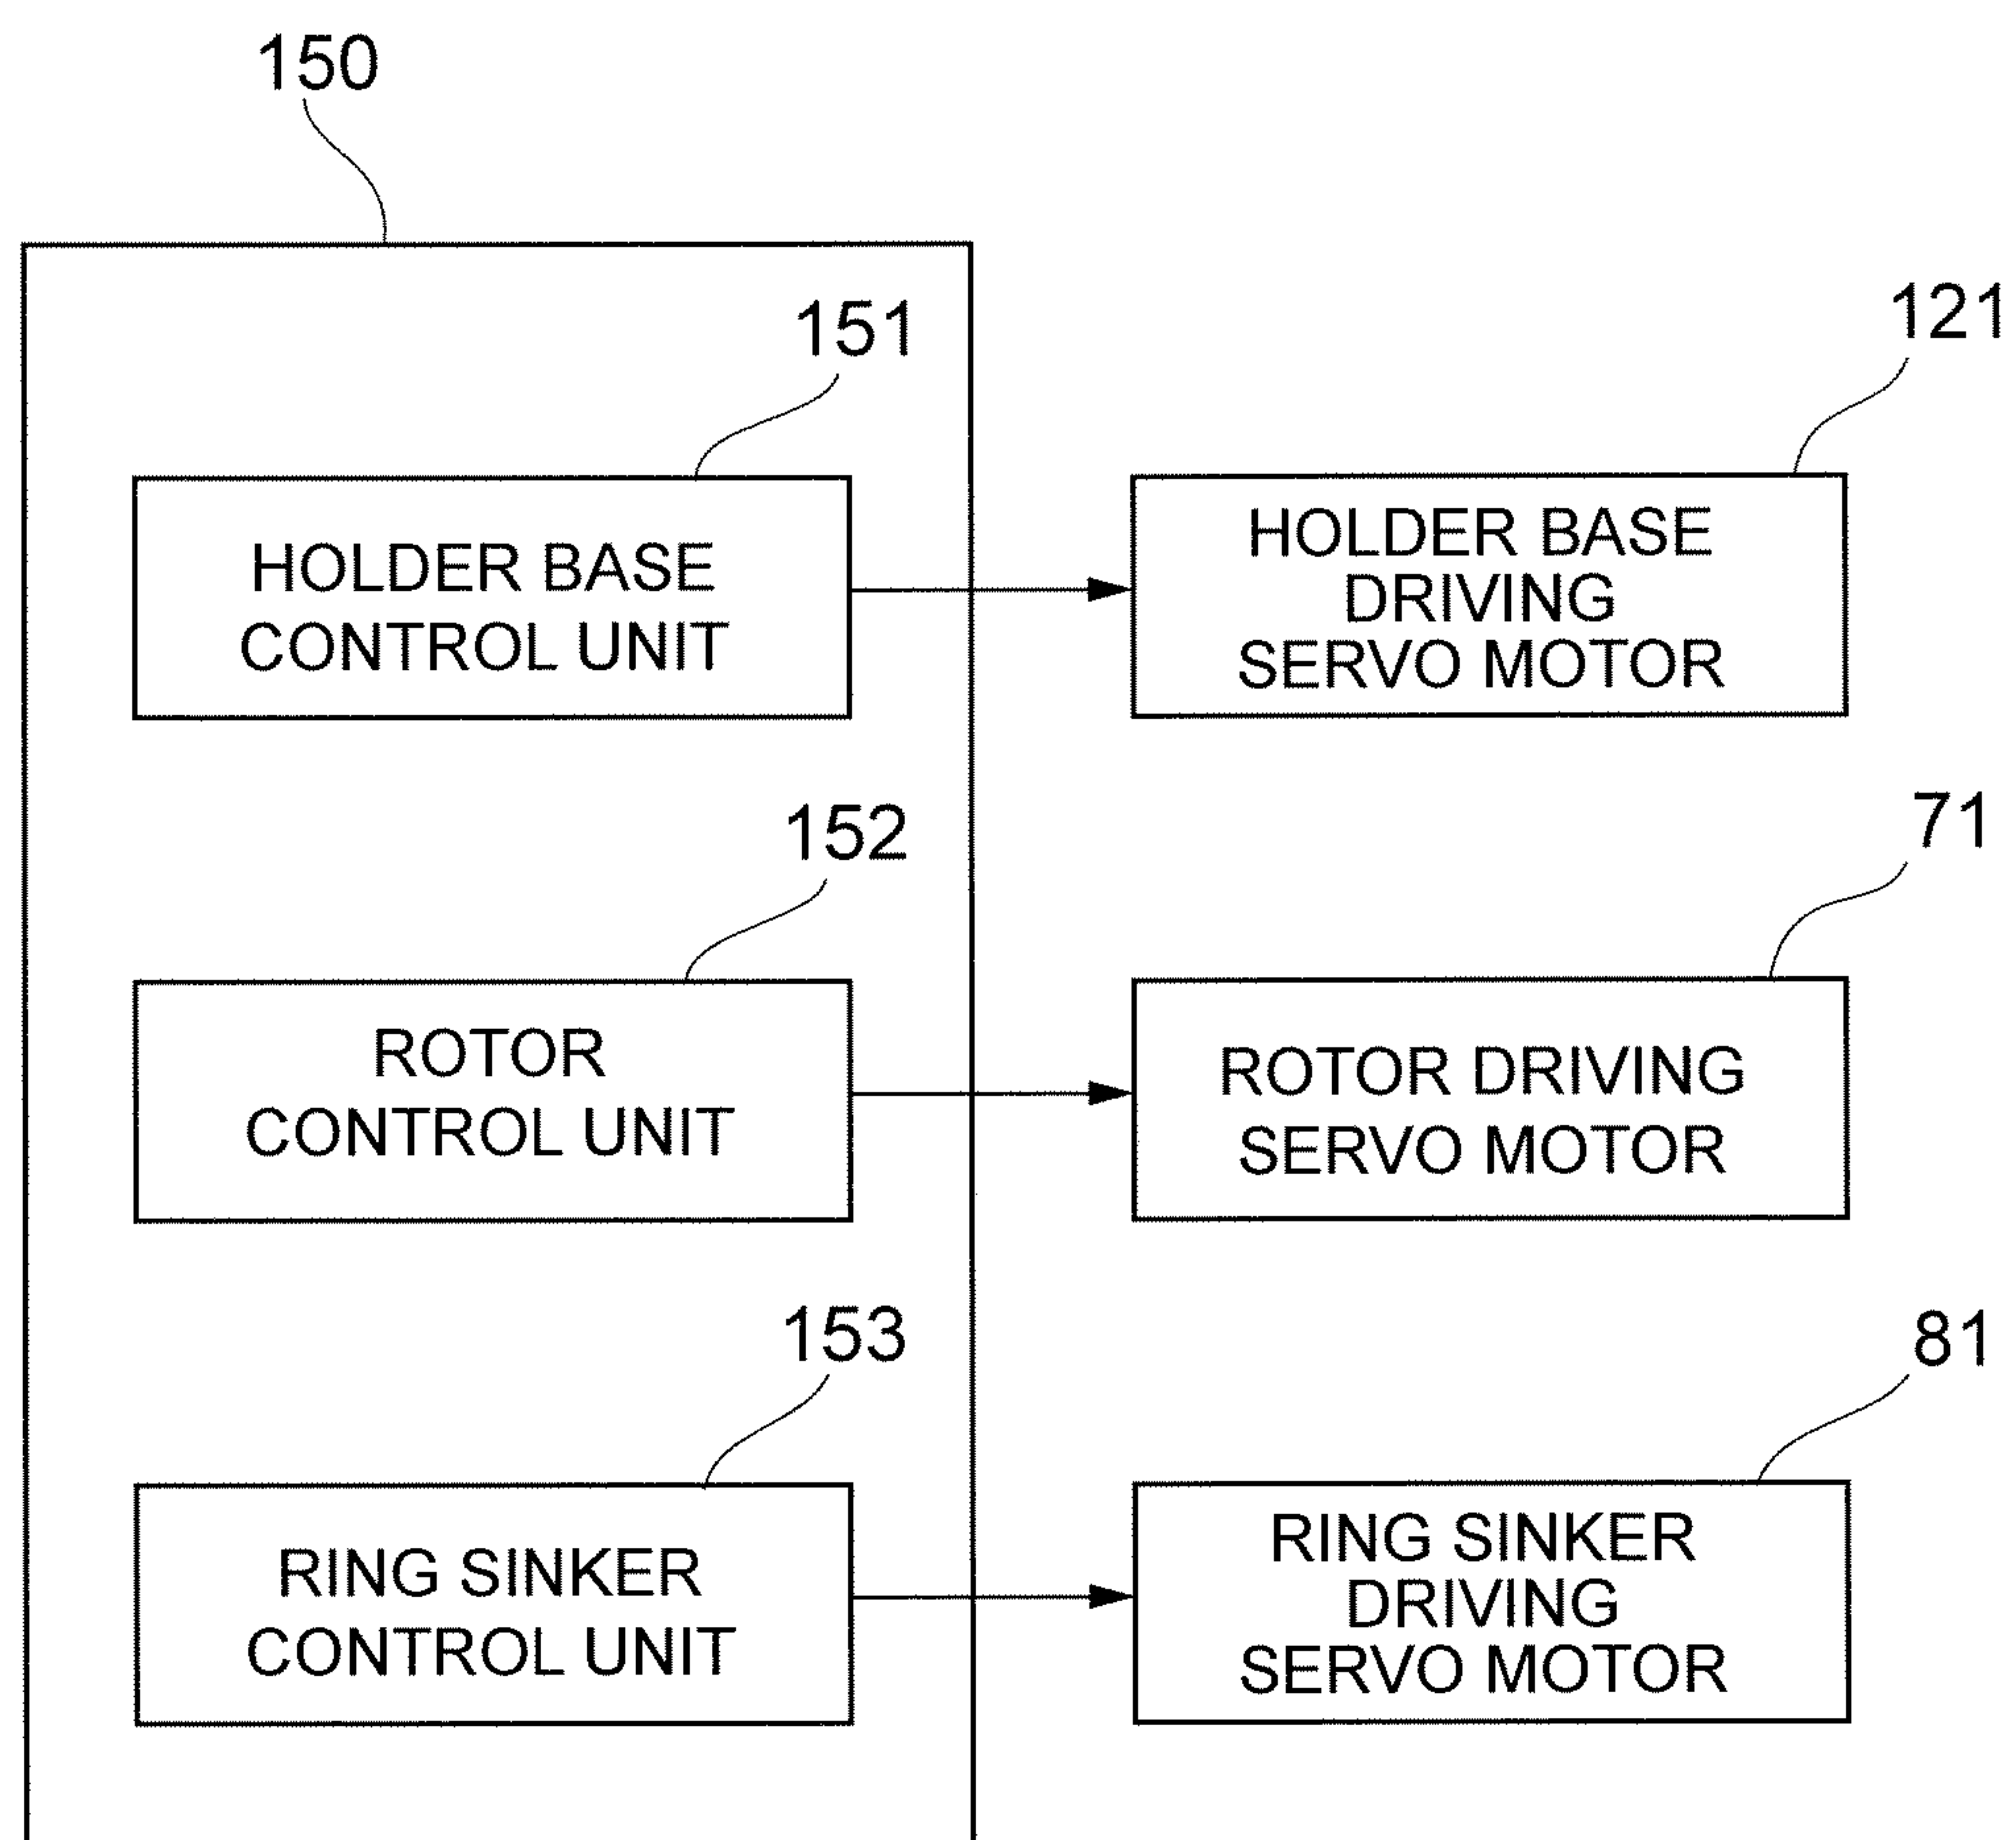 150
151
HOLDER BASE
CONTROL UNIT
121
HOLDER BASE
DRIVING
SERVO MOTOR
152
ROTOR
CONTROL UNIT
71
ROTOR DRIVING
SERVO MOTOR
153
RING SINKER
CONTROL UNIT
81
RING SINKER
DRIVING
SERVO MOTOR